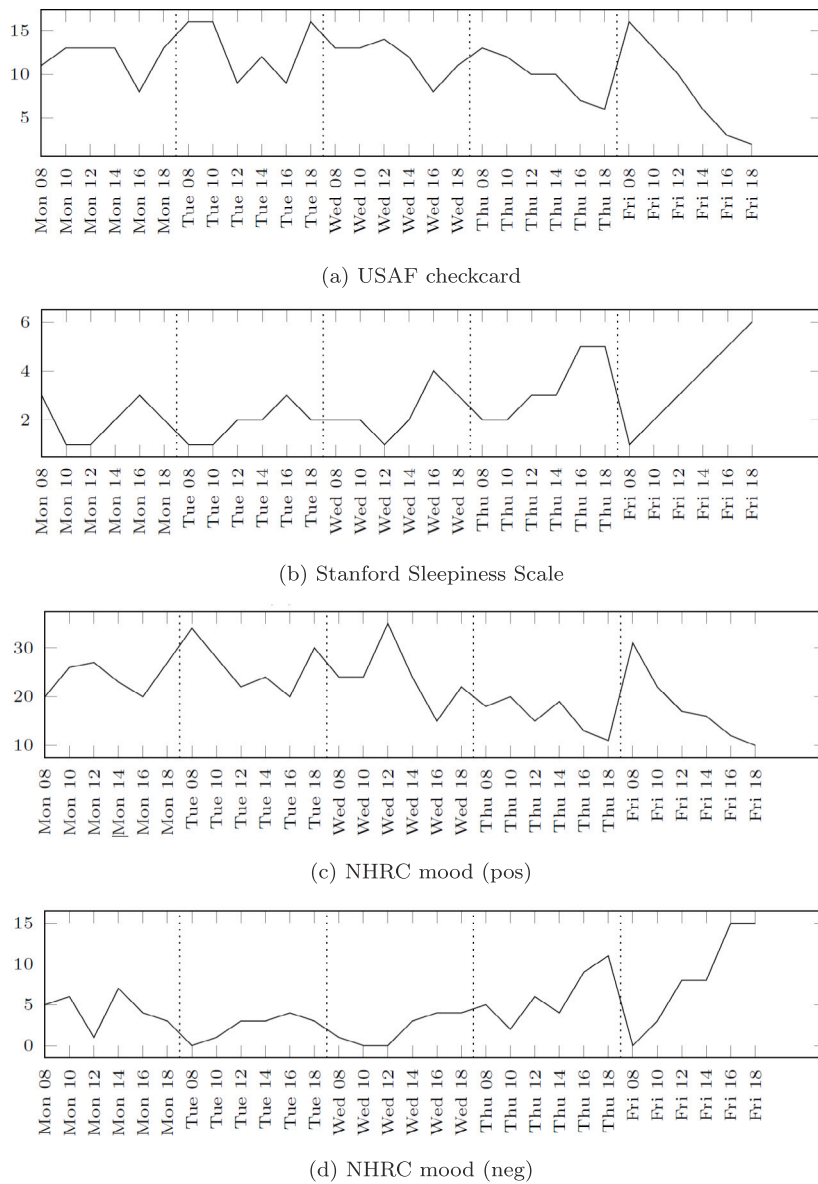 15
10
5
Mon 08 Mon 10 Mon 12 Mon 14 Mon 16 Mon 18 Tue 08 Tue 10 Tue 12 Tue 14 Tue 16 Tue 18 Wed 08 Wed 10 Wed 12 Wed 14 Wed 16 Wed 18 Thu 08 Thu 10 Thu 12 Thu 14 Thu 16 Thu 18 Fri 08 Fri 10 Fri 12 Fri 14 Fri 16 Fri 18
(a) USAF checkcard
6
4
2
Mon 08 Mon 10 Mon 12 Mon 14 Mon 16 Mon 18 Tue 08 Tue 10 Tue 12 Tue 14 Tue 16 Tue 18 Wed 08 Wed 10 Wed 12 Wed 14 Wed 16 Wed 18 Thu 08 Thu 10 Thu 12 Thu 14 Thu 16 Thu 18 Fri 08 Fri 10 Fri 12 Fri 14 Fri 16 Fri 18
(b) Stanford Sleepiness Scale
30
20
10
Mon 08 Mon 10 Mon 12 Mon 14 Mon 16 Mon 18 Tue 08 Tue 10 Tue 12 Tue 14 Tue 16 Tue 18 Wed 08 Wed 10 Wed 12 Wed 14 Wed 16 Wed 18 Thu 08 Thu 10 Thu 12 Thu 14 Thu 16 Thu 18 Fri 08 Fri 10 Fri 12 Fri 14 Fri 16 Fri 18
(c) NHRC mood (pos)
15
10
5
0
Mon 08 Mon 10 Mon 12 Mon 14 Mon 16 Mon 18 Tue 08 Tue 10 Tue 12 Tue 14 Tue 16 Tue 18 Wed 08 Wed 10 Wed 12 Wed 14 Wed 16 Wed 18 Thu 08 Thu 10 Thu 12 Thu 14 Thu 16 Thu 18 Fri 08 Fri 10 Fri 12 Fri 14 Fri 16 Fri 18
(d) NHRC mood (neg)